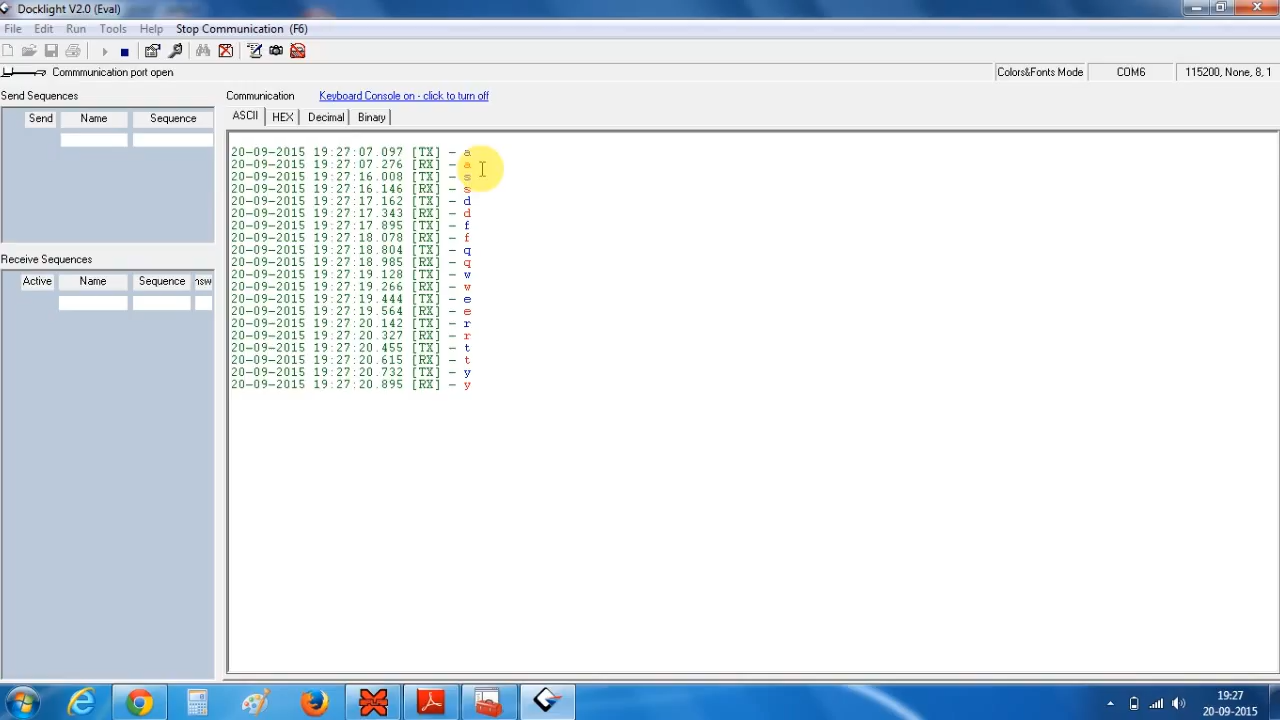 Docklight V2.0 (Eval)
File Edit Run Tools Help Stop Communication (F6)
Commmunication port open
Colors&Fonts Mode
COM6
115200, None, 8, 1
Send Sequences
Send Name Sequence
Receive Sequences
Active Name Sequence nsw
Communication
Keyboard Console on - click to turn off
ASCII HEX Decimal Binary
20-09-2015 19:27:07.097 [TX] - a
20-09-2015 19:27:07.276 [RX] - a
20-09-2015 19:27:16.008 [TX] - s
20-09-2015 19:27:16.146 [RX] - s
20-09-2015 19:27:17.162 [TX] - d
20-09-2015 19:27:17.343 [RX] - d
20-09-2015 19:27:17.895 [TX] - f
20-09-2015 19:27:18.078 [RX] - f
20-09-2015 19:27:18.804 [TX] - q
20-09-2015 19:27:18.985 [RX] - q
20-09-2015 19:27:19.128 [TX] - w
20-09-2015 19:27:19.266 [RX] - w
20-09-2015 19:27:19.444 [TX] - e
20-09-2015 19:27:19.564 [RX] - e
20-09-2015 19:27:20.142 [TX] - r
20-09-2015 19:27:20.327 [RX] - r
20-09-2015 19:27:20.455 [TX] - t
20-09-2015 19:27:20.615 [RX] - t
20-09-2015 19:27:20.732 [TX] - y
20-09-2015 19:27:20.895 [RX] - y
19:27
20-09-2015